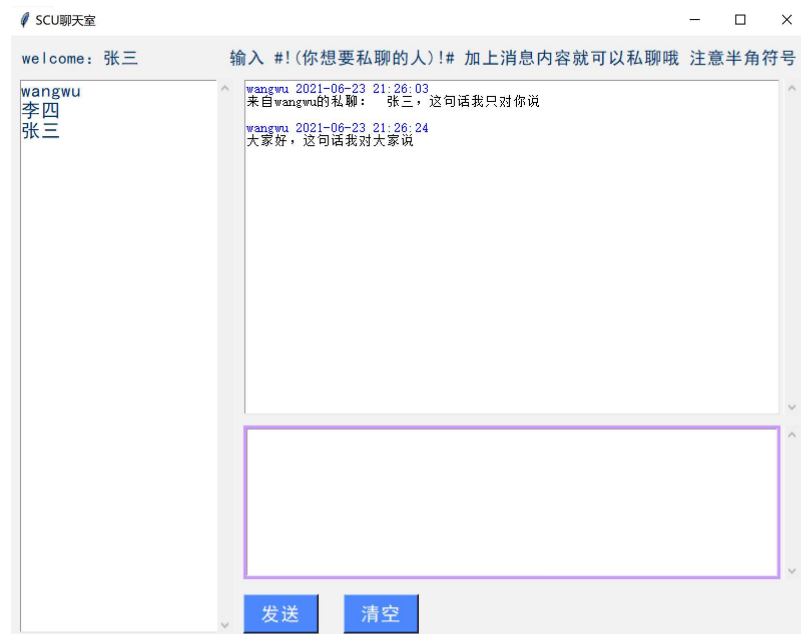 SCU聊天室
welcome: 张三
输入 #!(你想要私聊的人)!# 加上消息内容就可以私聊哦 注意半角符号
wangwu
李四
张三
wangwu 2021-06-23 21:26:03
来自wangwu的私聊： 张三，这句话我只对你说
wangwu 2021-06-23 21:26:24
大家好，这句话我对大家说
发送
清空